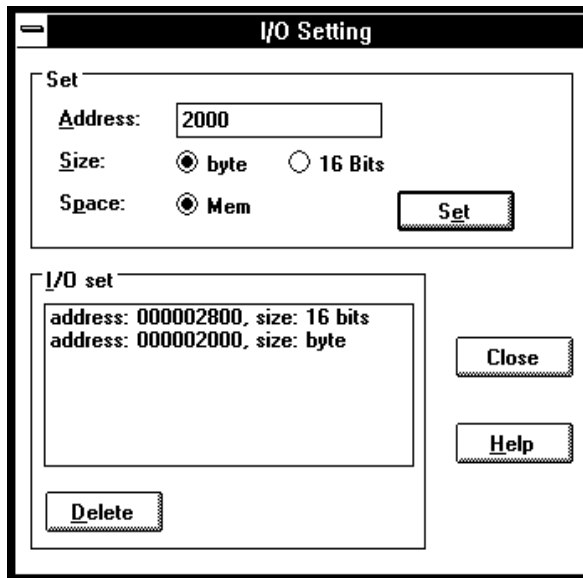 I/O Setting
Set
Address: 2000
Size: byte 16 Bits
Space: Mem
Set
I/O set
address: 000002800, size: 16 bits
address: 000002000, size: byte
Close
Help
Delete